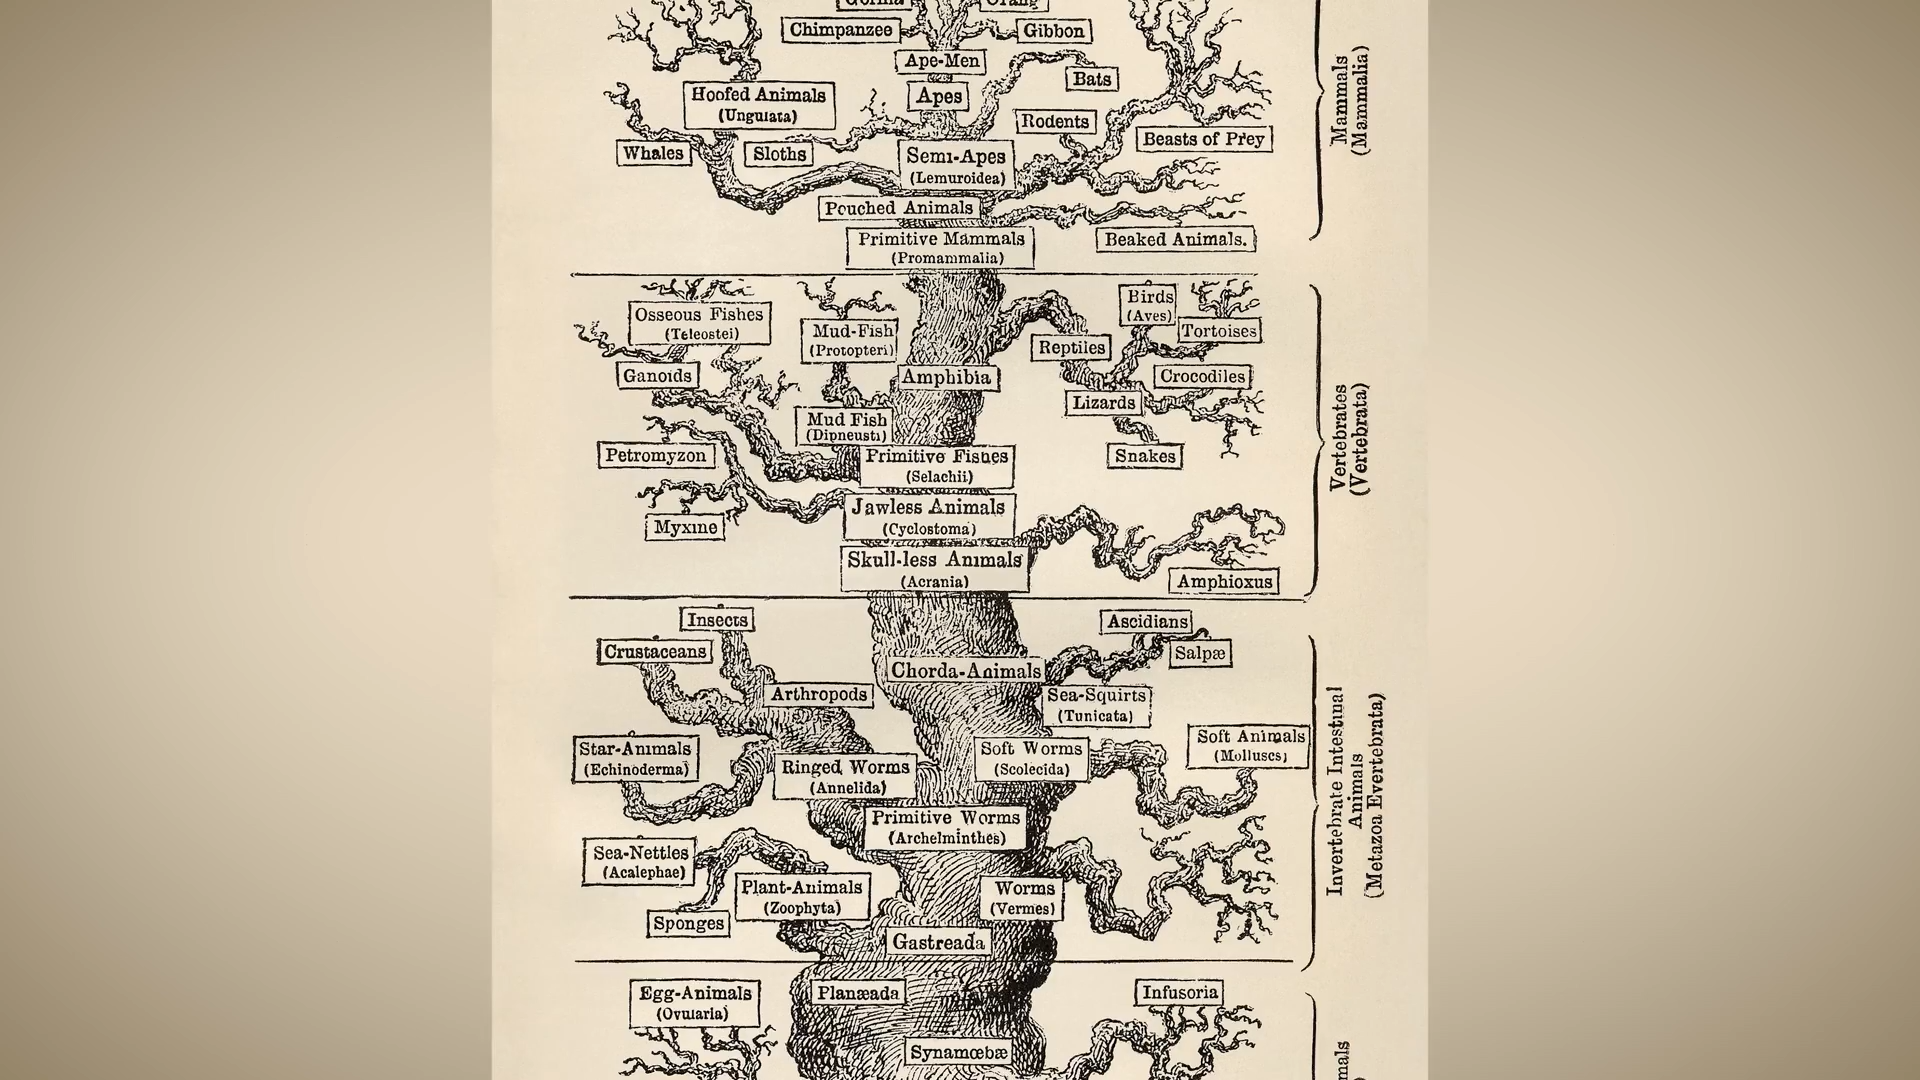 Gorilla
Orang
Chimpanzee
Gibbon
Ape-Men
Bats
Hoofed Animals
(Ungulata)
Apes
Rodents
Beasts of Prey
Whales
Sloths
Semi-Apes
(Lemuroidea)
Pouched Animals
Primitive Mammals
(Promammalia)
Beaked Animals.
Mammals
(Mammalia)
Osseous Fishes
(Teleostei)
Mud-Fish
(Protopteri)
Birds
(Aves)
Tortoises
Reptiles
Ganoids
Amphibia
Crocodiles
Lizards
Mud Fish
(Dipneusti)
Petromyzon
Primitive Fishes
(Selachii)
Snakes
Jawless Animals
(Cyclostoma)
Myxine
Skull-less Animals
(Acrania)
Amphioxus
Vertebrates
(Vertebrata)
Insects
Ascidians
Crustaceans
Salpæ
Chorda-Animals
Arthropods
Sea-Squirts
(Tunicata)
Star-Animals
(Echinoderma)
Ringed Worms
(Annelida)
Soft Worms
(Scolecida)
Soft Animals
(Molluscs)
Primitive Worms
(Archelminthes)
Sea-Nettles
(Acalephae)
Plant-Animals
(Zoophyta)
Worms
(Vermes)
Sponges
Gastreada
Invertebrate Intestinal
Animals
(Metazoa Evertebrata)
Egg-Animals
(Ovularia)
Planæada
Infusoria
Synamœbæ
mals